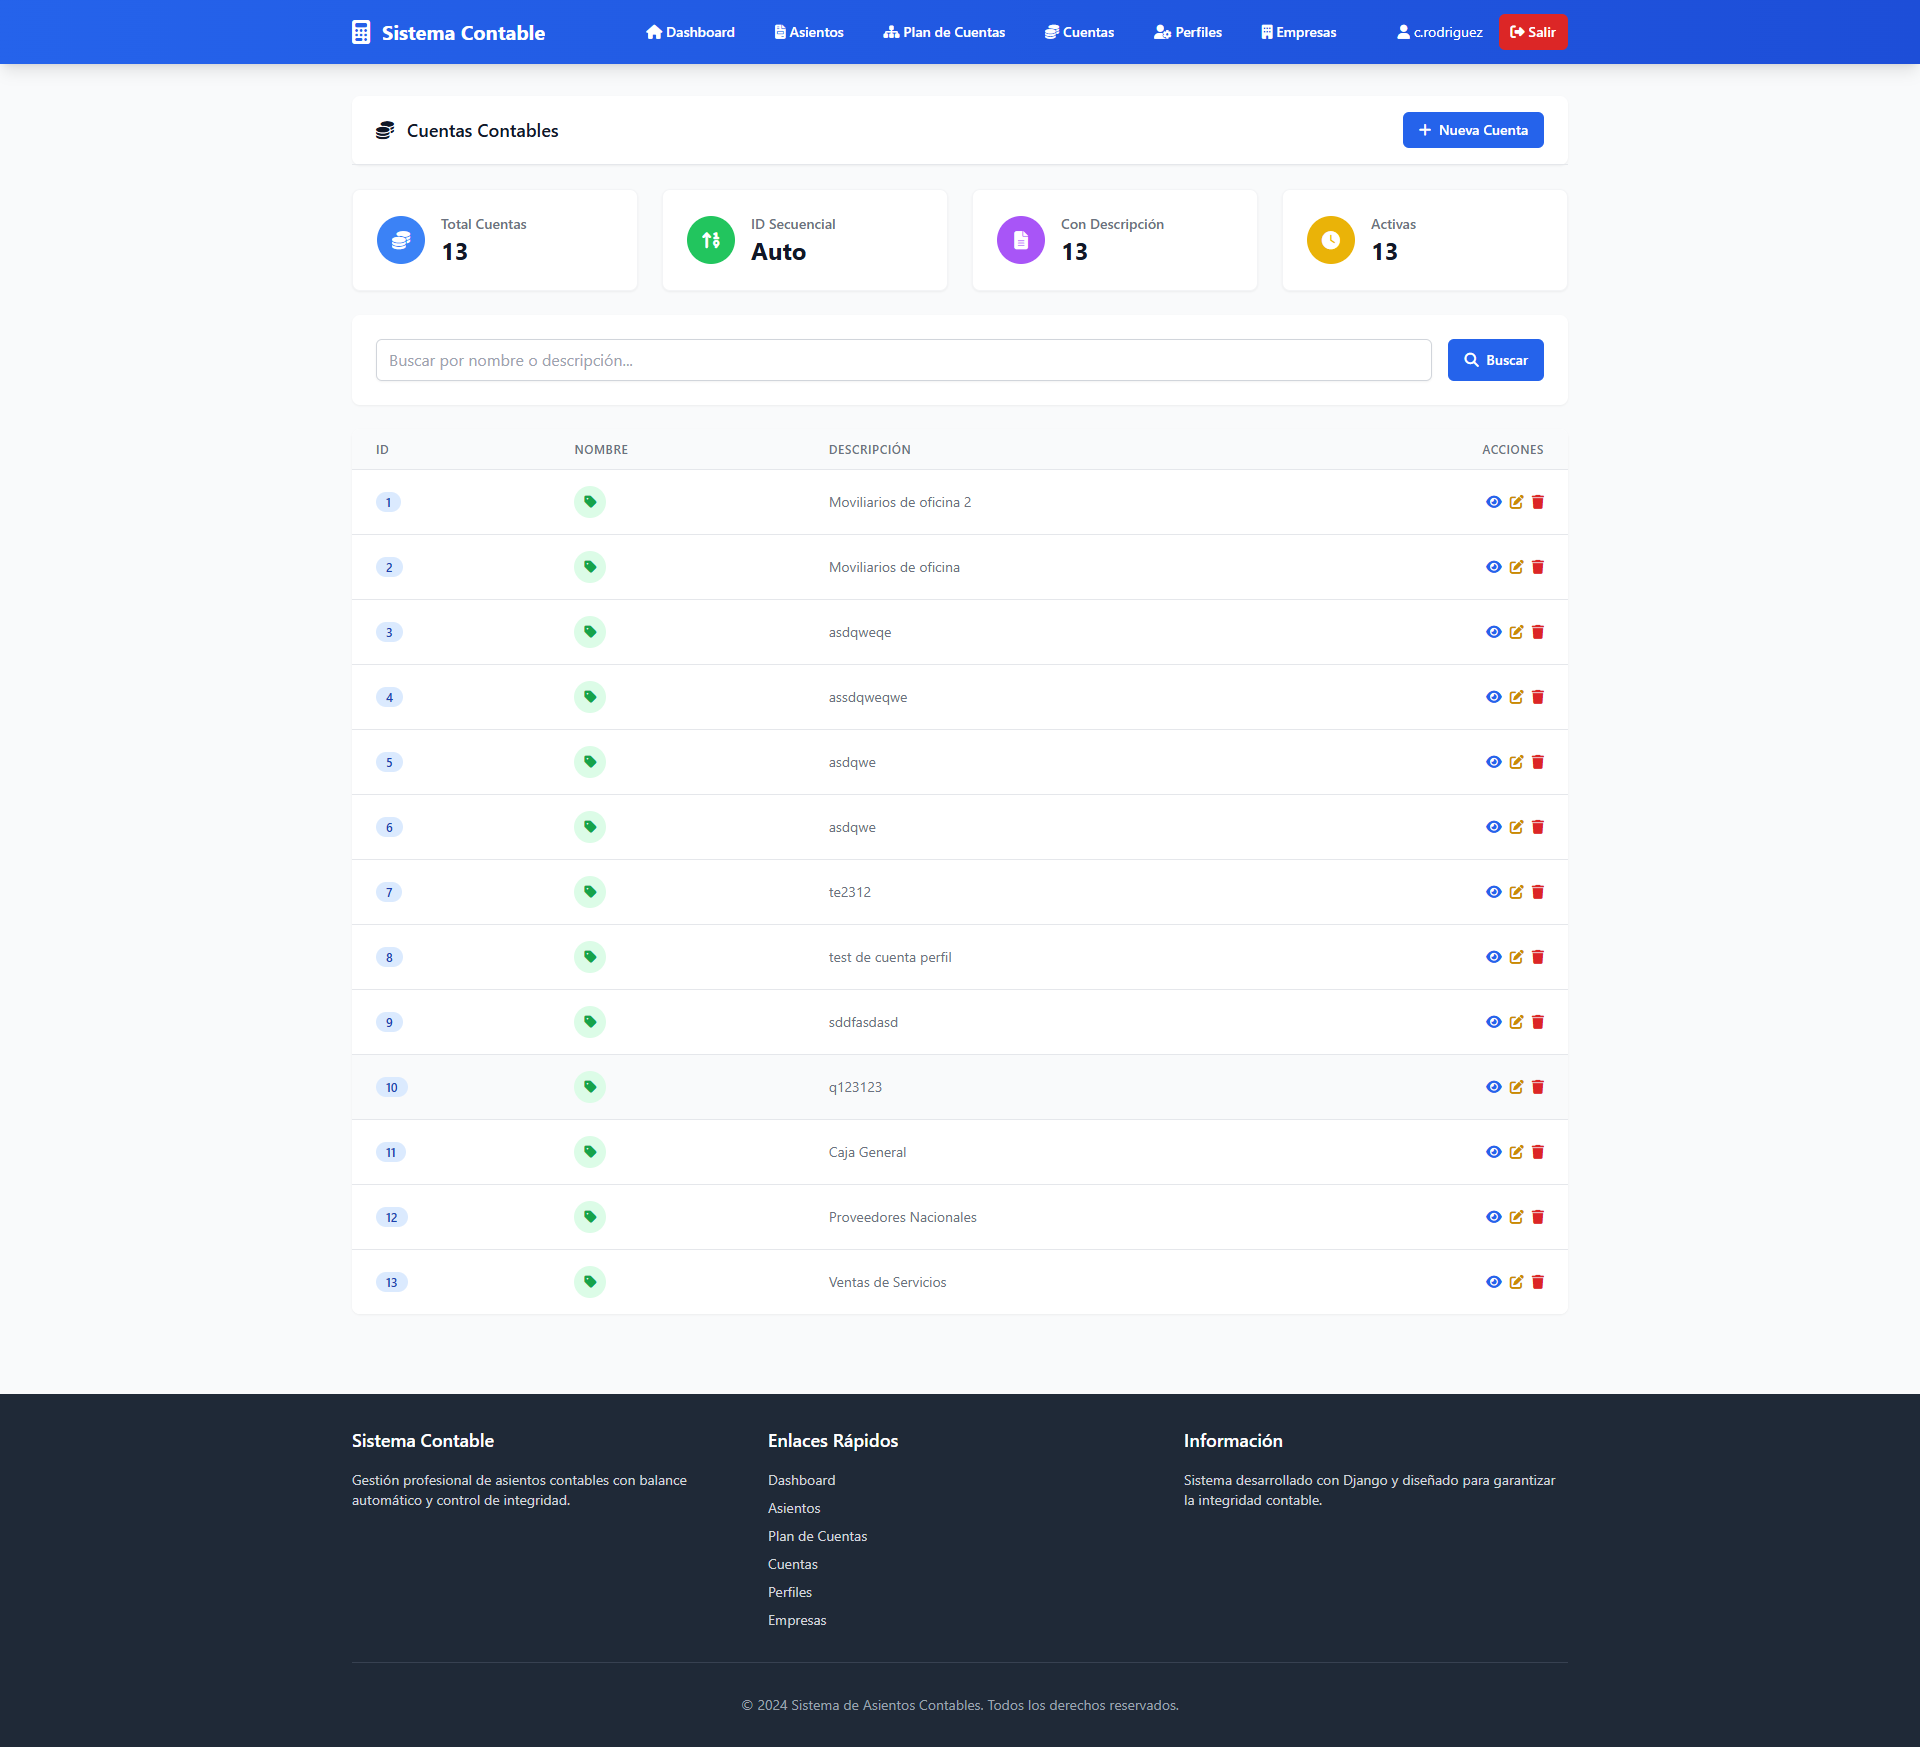 Sistema Contable
Dashboard
Asientos
Plan de Cuentas
Cuentas
Perfiles
Empresas
c.rodriguez
Salir
Cuentas Contables
Nueva Cuenta
Total Cuentas
13
ID Secuencial
Auto
Con Descripción
13
Activas
13
Buscar por nombre o descripción...
Buscar
ID NOMBRE DESCRIPCIÓN ACCIONES
1 Moviliarios de oficina 2
2 Moviliarios de oficina
3 asdqweqe
4 assdqweqwe
5 asdqwe
6 asdqwe
7 te2312
8 test de cuenta perfil
9 sddfasdasd
10 q123123
11 Caja General
12 Proveedores Nacionales
13 Ventas de Servicios
Sistema Contable
Gestión profesional de asientos contables con balance
automático y control de integridad.
Enlaces Rápidos
Dashboard
Asientos
Plan de Cuentas
Cuentas
Perfiles
Empresas
Información
Sistema desarrollado con Django y diseñado para garantizar
la integridad contable.
© 2024 Sistema de Asientos Contables. Todos los derechos reservados.